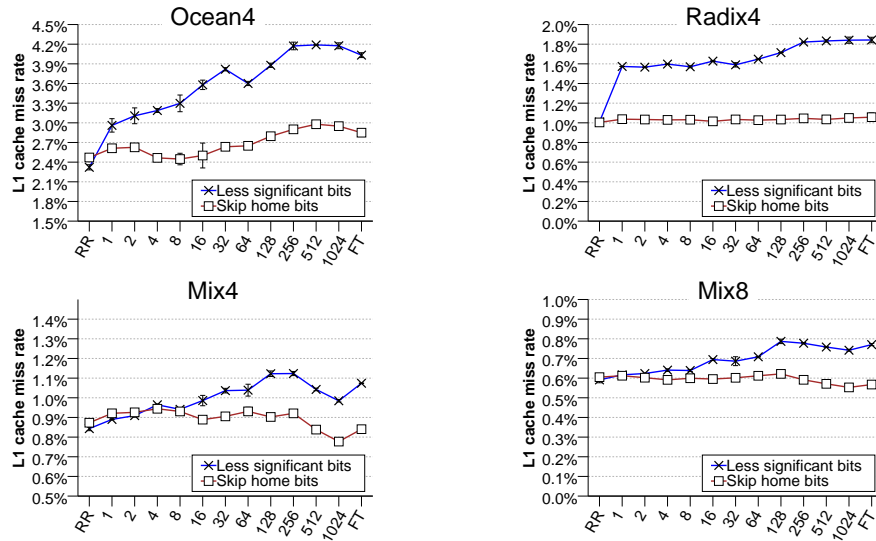 Ocean4
L1 cache miss rate
4.5%
4.2%
3.9%
3.6%
3.3%
3.0%
2.7%
2.4%
2.1%
1.8%
1.5%
Less significant bits
Skip home bits
RR 1 2 4 8 16 32 64 128 256 512 1024 FT
Radix4
L1 cache miss rate
2.0%
1.8%
1.6%
1.4%
1.2%
1.0%
0.8%
0.6%
0.4%
0.2%
0.0%
Less significant bits
Skip home bits
RR 1 2 4 8 16 32 64 128 256 512 1024 FT
Mix4
L1 cache miss rate
1.4%
1.3%
1.2%
1.1%
1.0%
0.9%
0.8%
0.7%
0.6%
0.5%
Less significant bits
Skip home bits
RR 1 2 4 8 16 32 64 128 256 512 1024 FT
Mix8
L1 cache miss rate
1.0%
0.9%
0.8%
0.7%
0.6%
0.5%
0.4%
0.3%
0.2%
0.1%
0.0%
Less significant bits
Skip home bits
RR 1 2 4 8 16 32 64 128 256 512 1024 FT